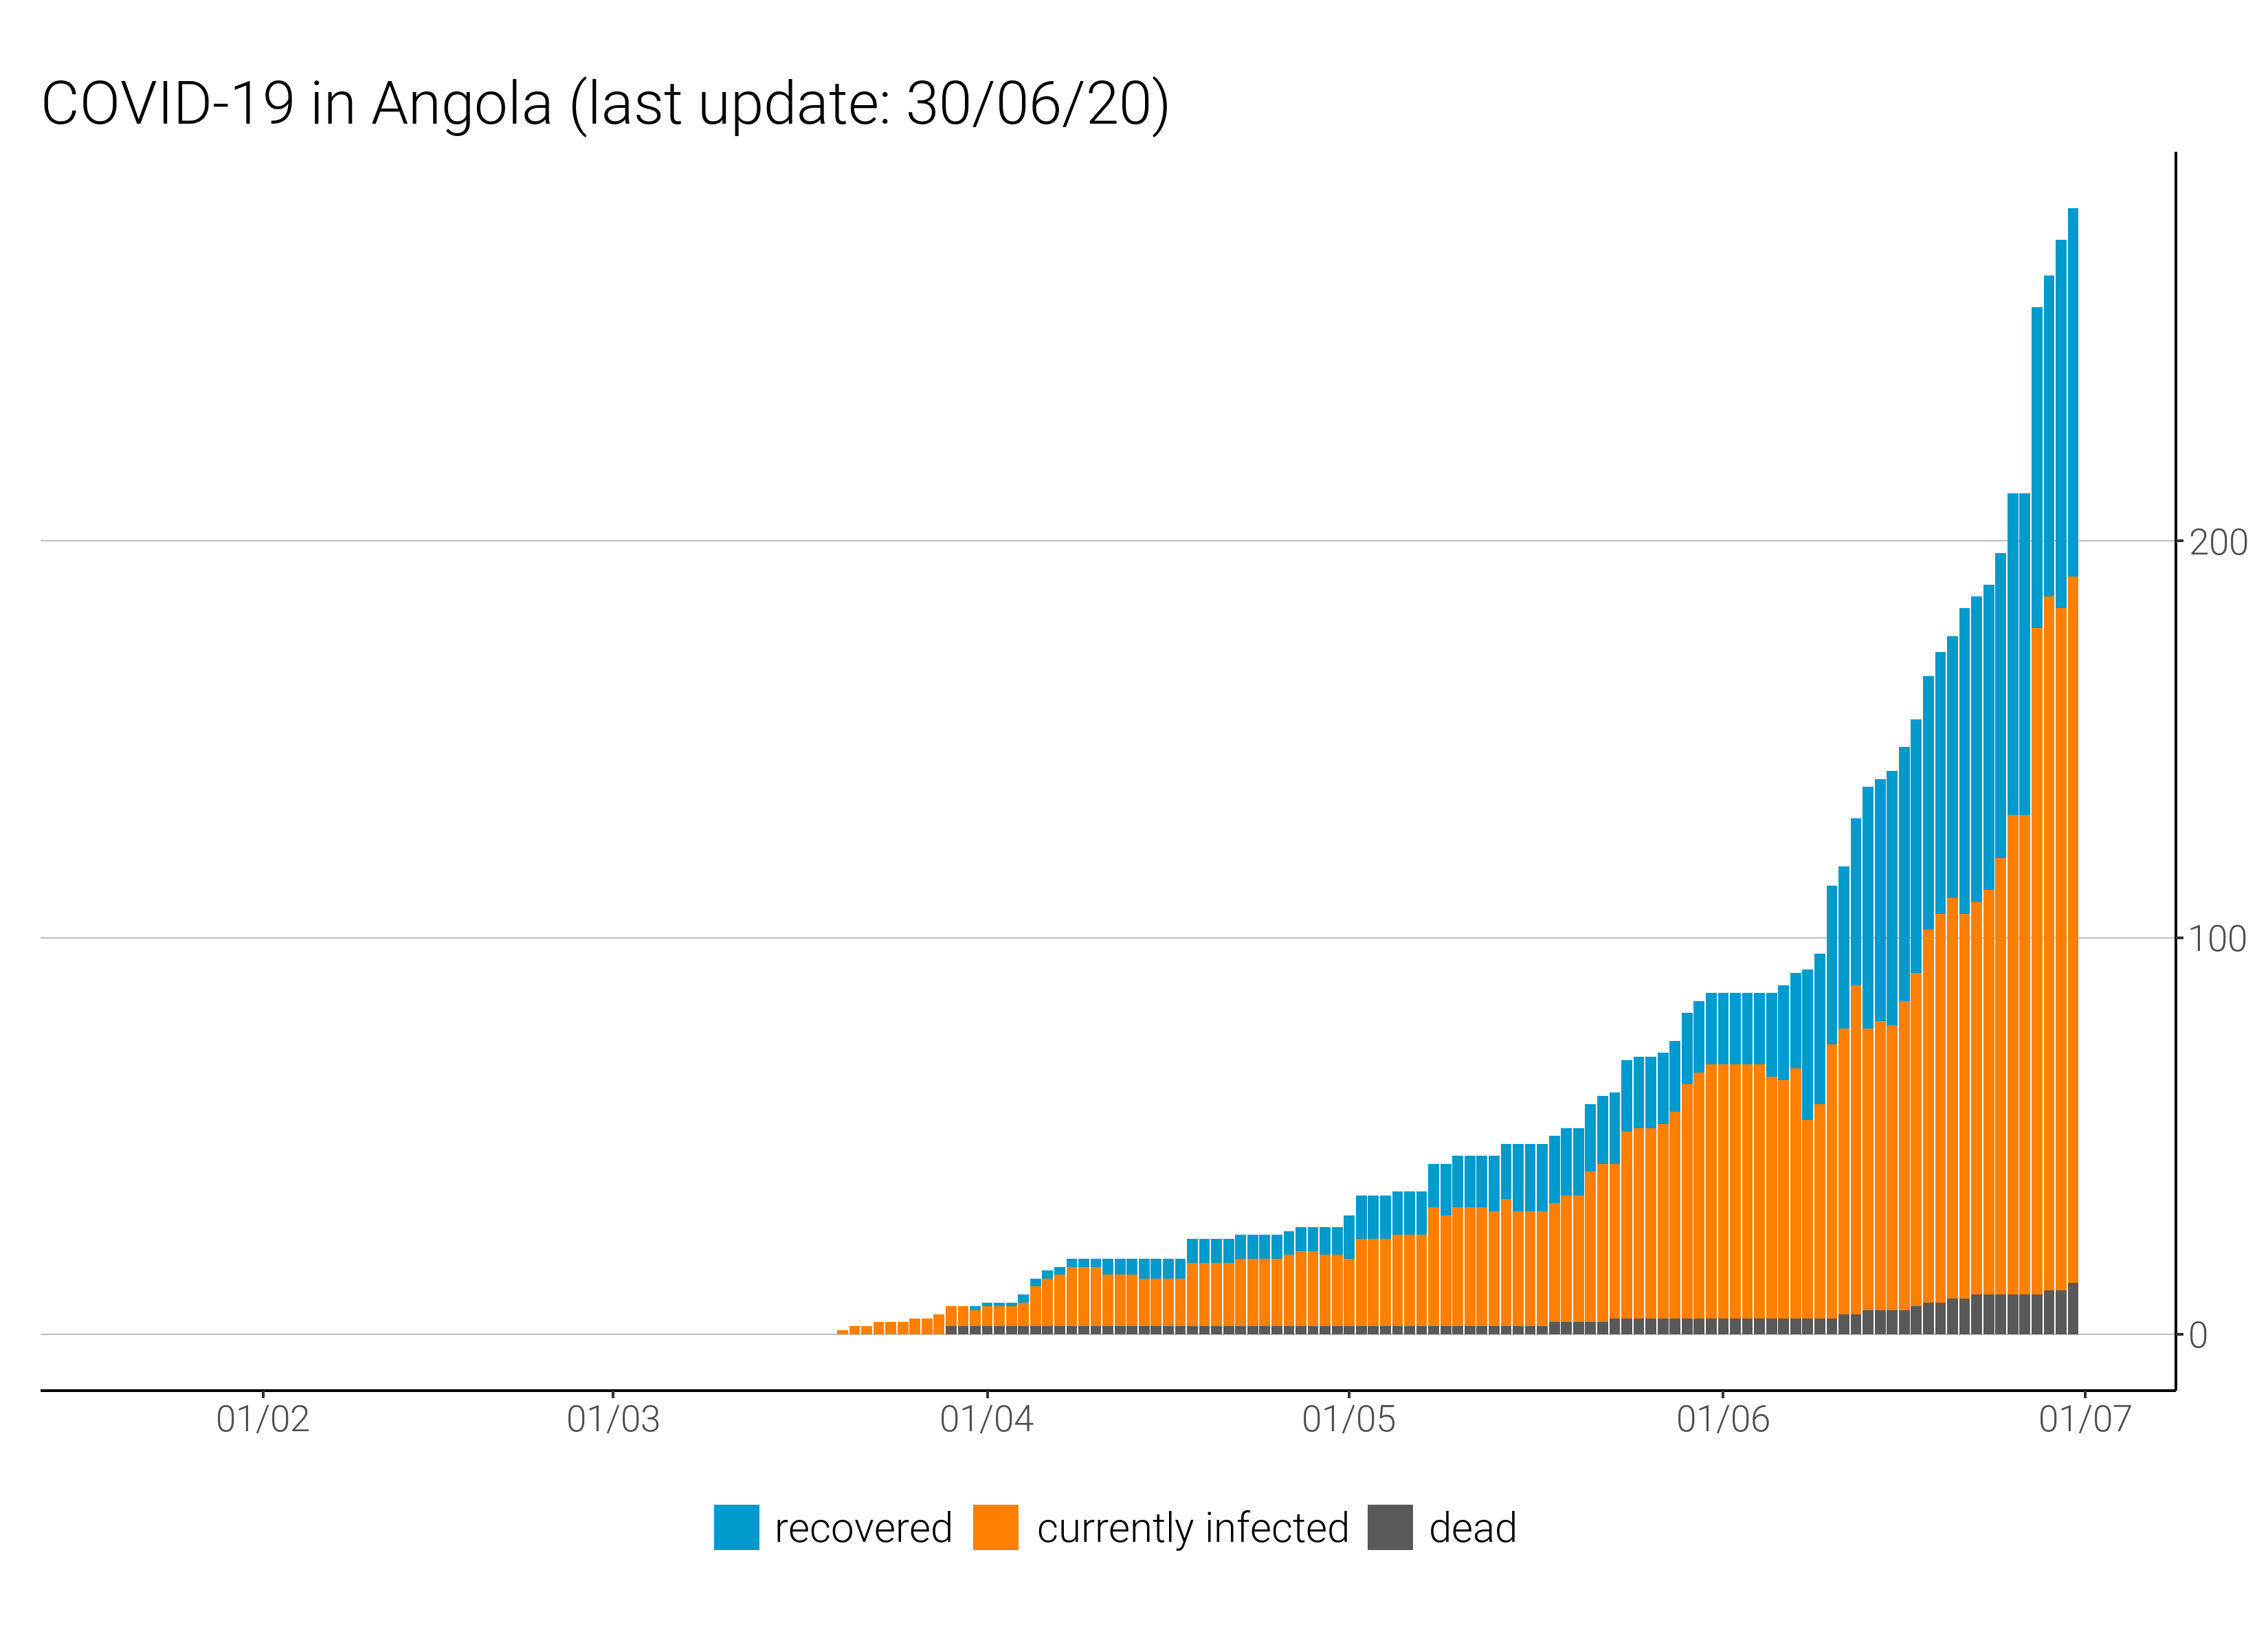 COVID-19 in Angola (last update: 30/06/20)
200
100
0
01/02 01/03 01/04 01/05 01/06 01/07
recovered currently infected dead